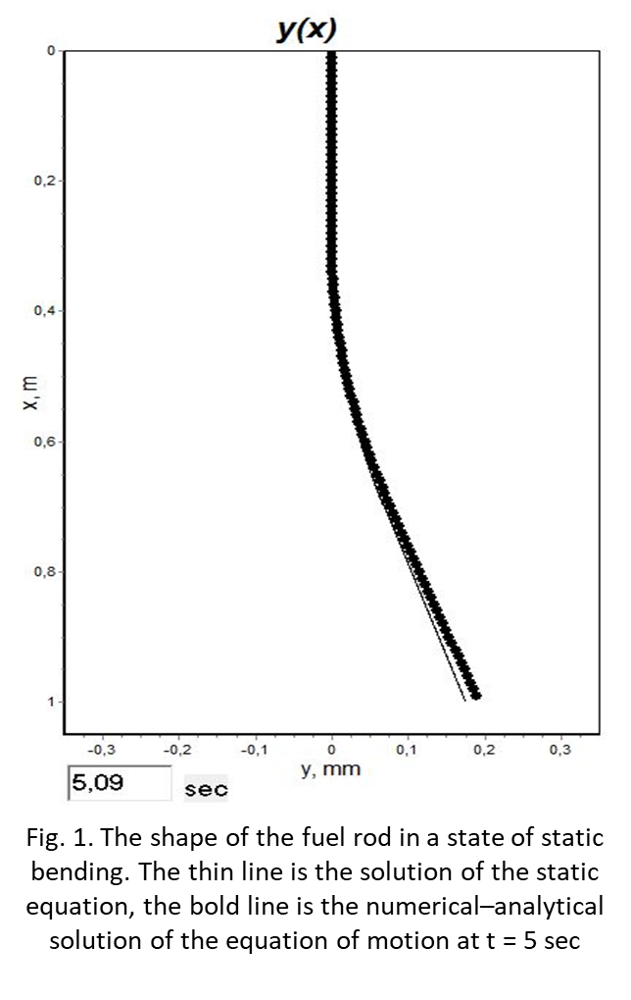 y(x)
0
0,2
0,4
0,6
0,8
1
x, m
-0,3 -0,2 -0,1 0 0,1 0,2 0,3
y, mm
5,09 sec
Fig. 1. The shape of the fuel rod in a state of static
bending. The thin line is the solution of the static
equation, the bold line is the numerical–analytical
solution of the equation of motion at t = 5 sec